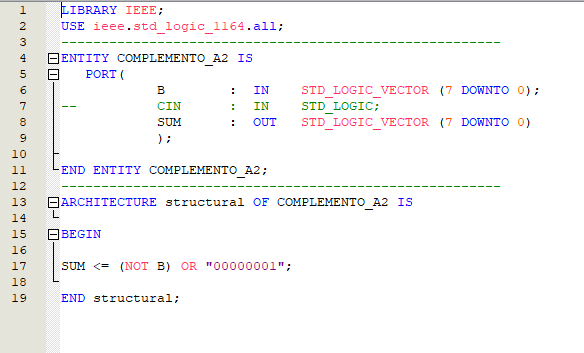 1 LIBRARY IEEE;
2 USE ieee.std_logic_1164.all;
3 -------------------------------------------------------
4 ENTITY COMPLEMENTO_A2 IS
5 PORT(
6 B : IN STD_LOGIC_VECTOR (7 DOWNTO 0);
7 -- CIN : IN STD_LOGIC;
8 SUM : OUT STD_LOGIC_VECTOR (7 DOWNTO 0)
9 );
10
11 END ENTITY COMPLEMENTO_A2;
12 -------------------------------------------------------
13 ARCHITECTURE structural OF COMPLEMENTO_A2 IS
14
15 BEGIN
16
17 SUM <= (NOT B) OR "00000001";
18
19 END structural;